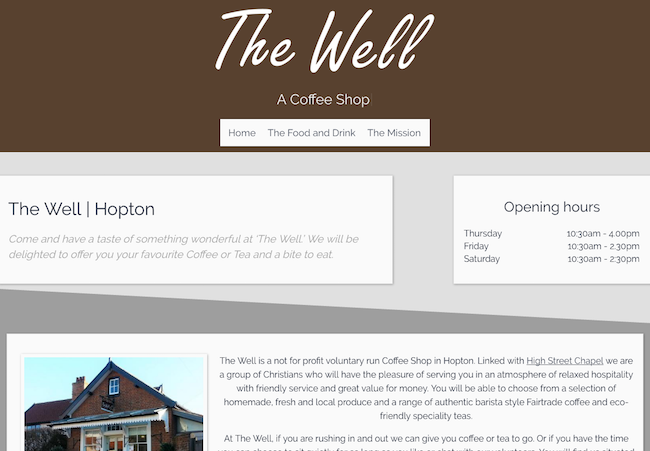 The Well
A Coffee Shop
Home The Food and Drink The Mission
The Well | Hopton
Come and have a taste of something wonderful at ‘The Well.’ We will be
delighted to offer you your favourite Coffee or Tea and a bite to eat.
Opening hours
Thursday 10:30am - 4.00pm
Friday 10:30am - 2.30pm
Saturday 10:30am - 2:30pm
The Well is a not for profit voluntary run Coffee Shop in Hopton. Linked with High Street Chapel we are
a group of Christians who will have the pleasure of serving you in an atmosphere of relaxed hospitality
with friendly service and great value for money. You will be able to choose from a selection of
homemade, fresh and local produce and a range of authentic barista style Fairtrade coffee and eco-
friendly speciality teas.
At The Well, if you are rushing in and out we can give you coffee or tea to go. Or if you have the time